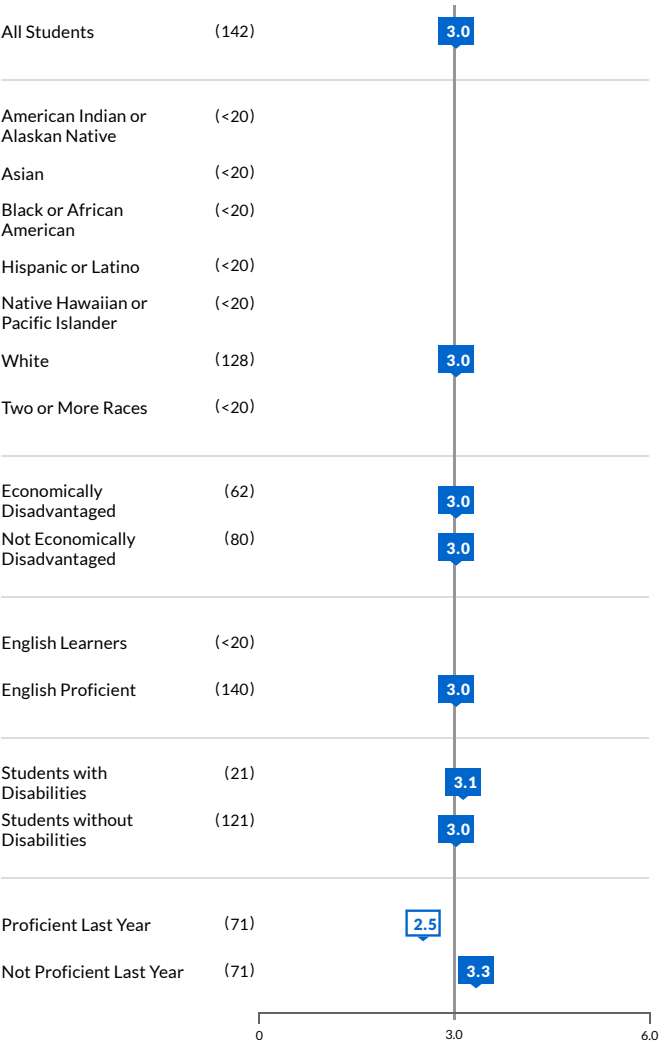 All Students (142) 3.0
American Indian or (<20)
Alaskan Native
Asian (<20)
Black or African (<20)
American
Hispanic or Latino (<20)
Native Hawaiian or (<20)
Pacific Islander
White (128) 3.0
Two or More Races (<20)
Economically (62) 3.0
Disadvantaged
Not Economically (80) 3.0
Disadvantaged
English Learners (<20)
English Proficient (140) 3.0
Students with (21) 3.1
Disabilities
Students without (121) 3.0
Disabilities
Proficient Last Year (71) 2.5
Not Proficient Last Year (71) 3.3
0 3.0 6.0